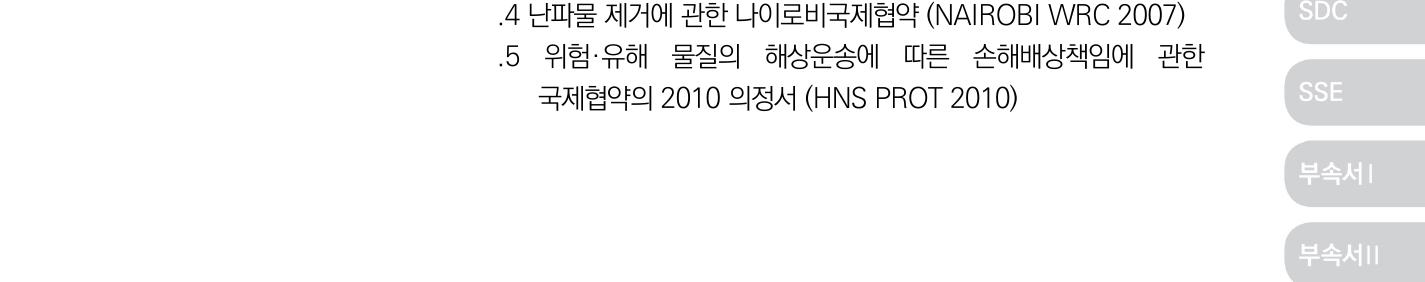 .4 난파물 제거에 관한 나이로비국제협약 (NAIROBI WRC 2007)
.5 위험·유해 물질의 해상운송에 따른 손해배상책임에 관한
국제협약의 2010 의정서 (HNS PROT 2010)
SDC
SSE
부속서Ⅰ
부속서Ⅱ